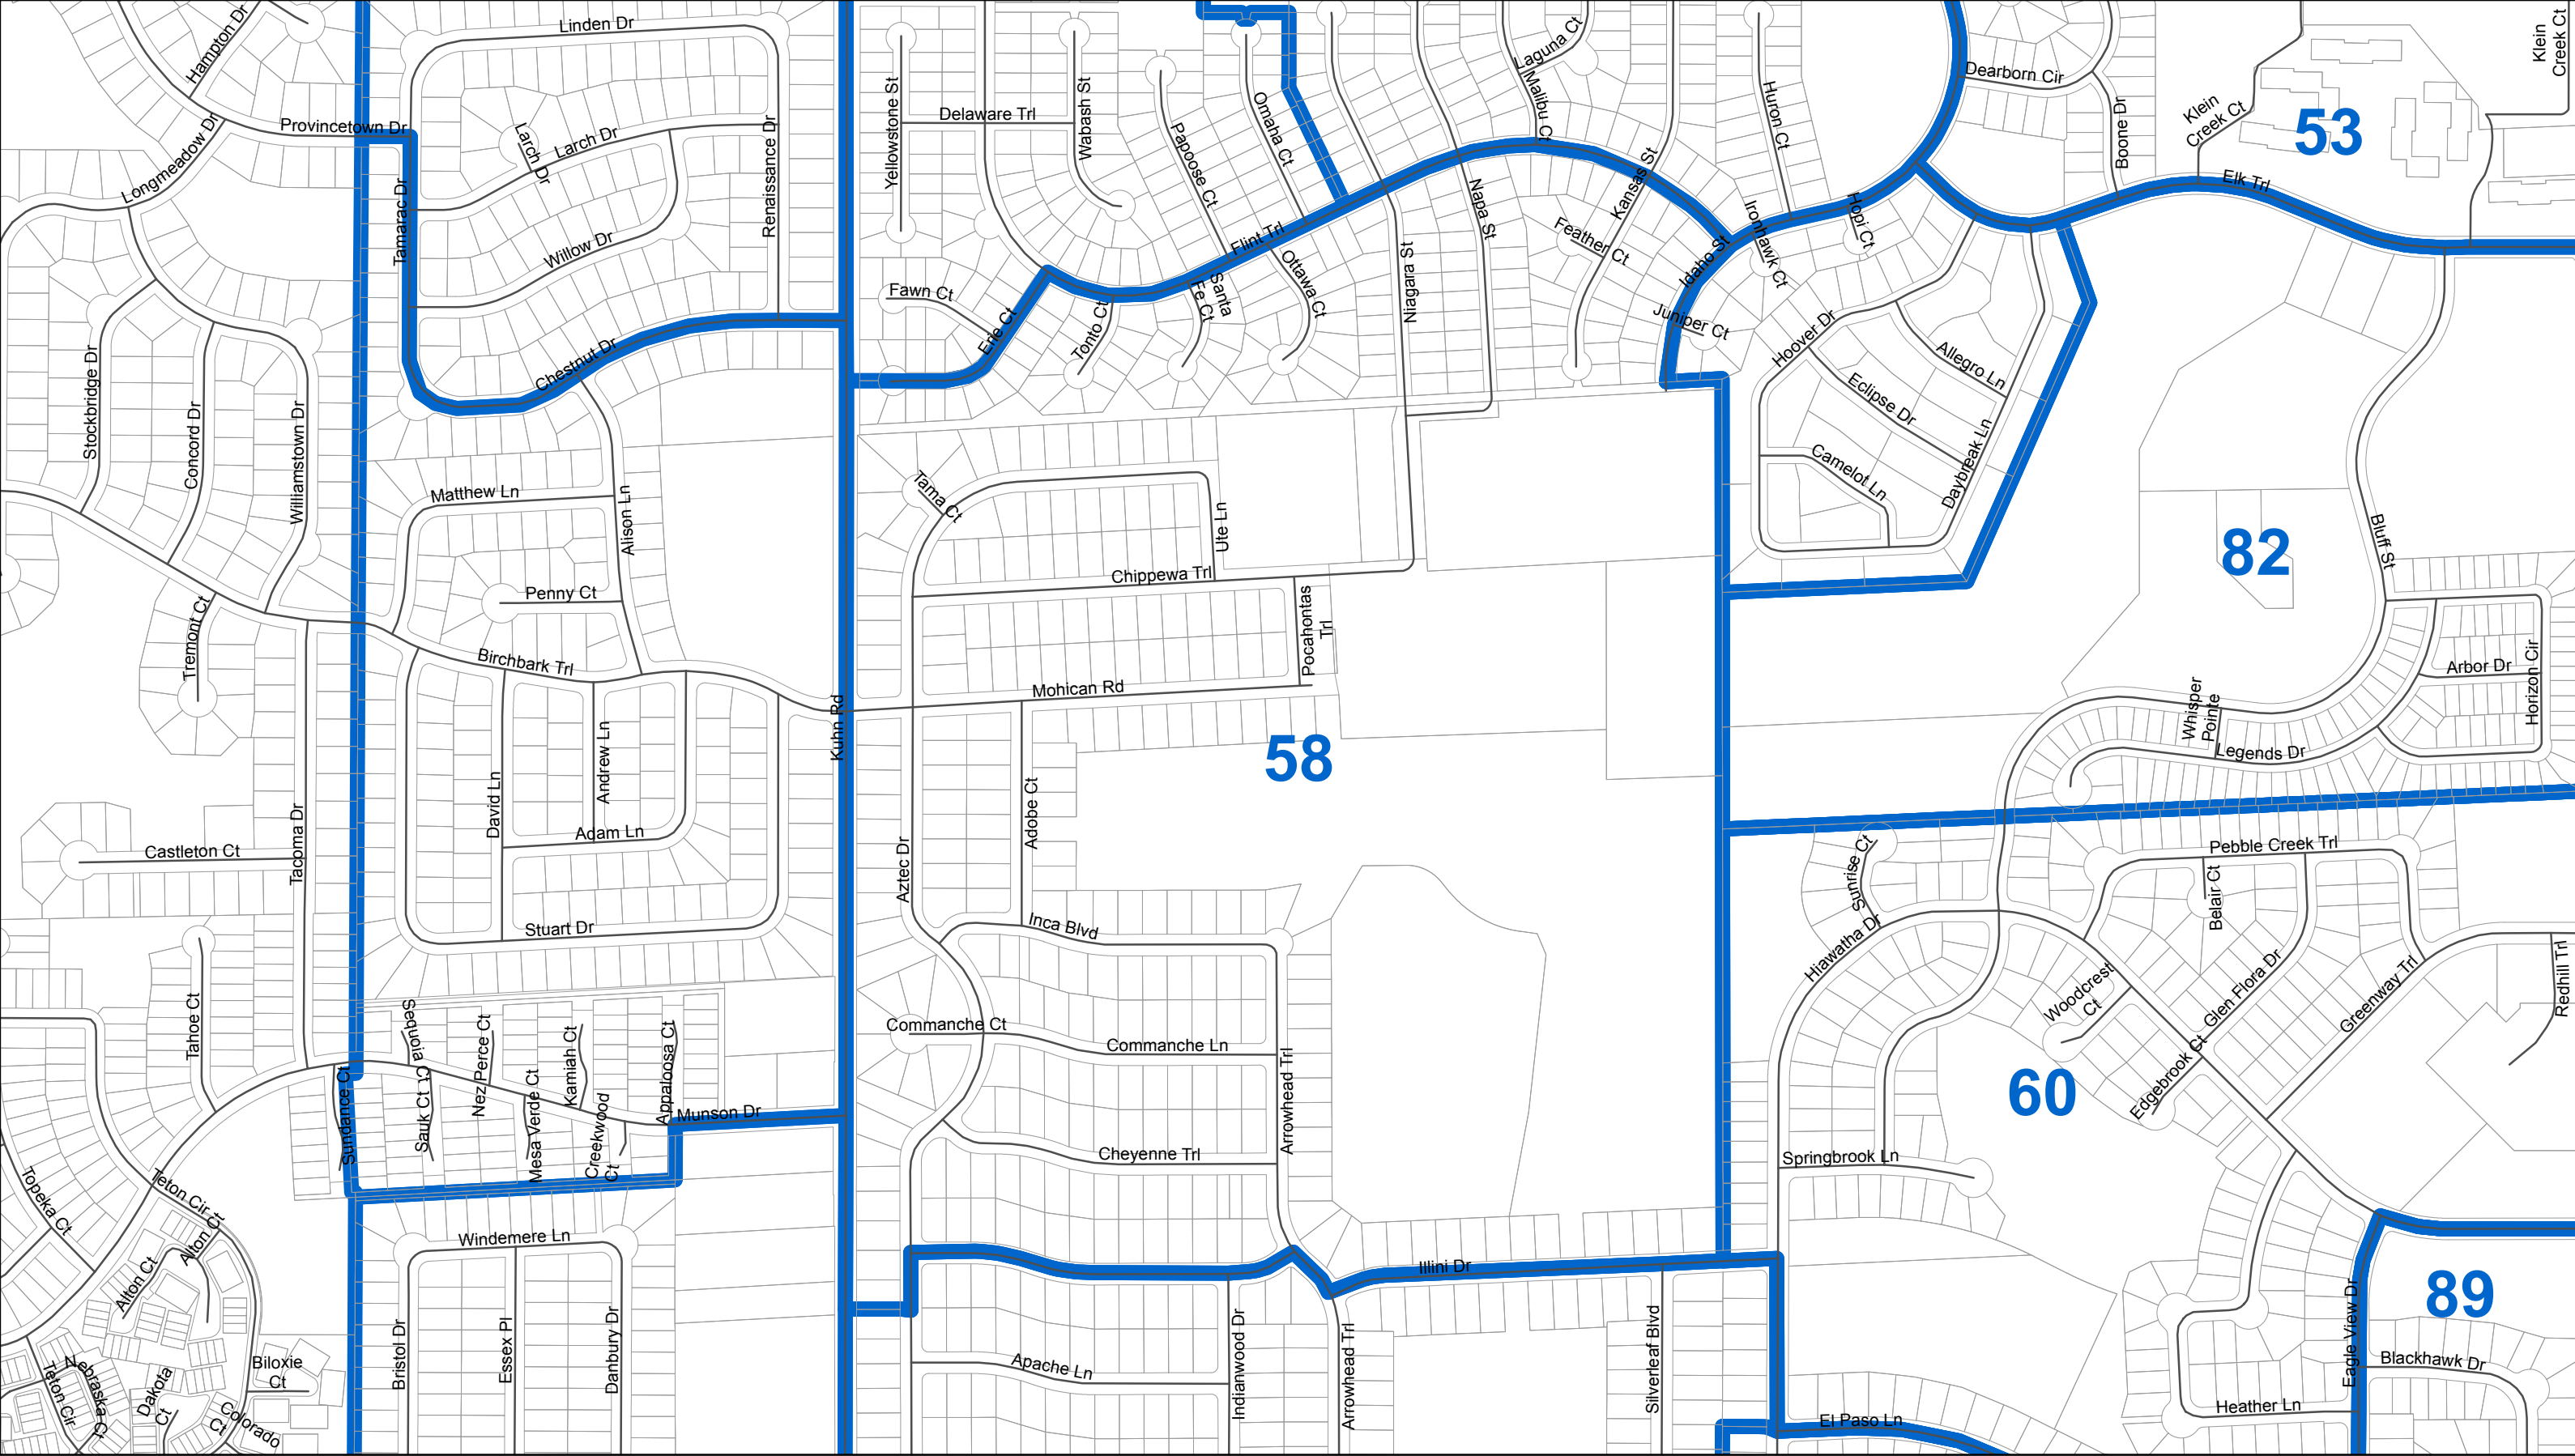 Hampton Dr
Linden Dr
Laguna Ct
Klein
Creek Ct
Dearborn Cir
Malibu Ct
Huron Ct
Boone Dr
Klein
Creek Ct
53
Yellowstone St
Delaware Trl
Wabash St
Omaha Ct
Papoose Ct
Provincetown Dr
Larch Dr
Larch Dr
Renaissance Dr
Longmeadow Dr
Tamarac Dr
Willow Dr
Kansas St
Napa St
Feather Ct
Ironhawk Ct
Hopi Ct
Elk Trl
Flint Trl
Idaho St
Niagara St
Ottawa Ct
Santa
Fe Ct
Fawn Ct
Erie Ct
Tonto Ct
Juniper Ct
Hoover Dr
Allegro Ln
Eclipse Dr
Chestnut Dr
Stockbridge Dr
Concord Dr
Williamstown Dr
Camelot Ln
Daybreak Ln
Matthew Ln
Alison Ln
Tama Ct
Ute Ln
Bluff St
82
Chippewa Trl
Penny Ct
Pocahontas
Trl
Tremont Ct
Birchbark Trl
Mohican Rd
Kuhn Rd
Arbor Dr
Horizon Cir
Whisper
Pointe
Legends Dr
58
David Ln
Andrew Ln
Adam Ln
Adobe Ct
Aztec Dr
Castleton Ct
Tacoma Dr
Pebble Creek Trl
Sunrise Ct
Belair Ct
Stuart Dr
Inca Blvd
Hiawatha Dr
Woodcrest
Ct
Glen Flora Dr
Greenway Trl
Redhill Trl
Tahoe Ct
Sequoia Ct
Nez Perce Ct
Kamiah Ct
Appaloosa Ct
Commanche Ct
Commanche Ln
Arrowhead Trl
Edgebrook Ct
60
Sundance Ct
Sauk Ct
Mesa Verde Ct
Creekwood
Ct
Munson Dr
Cheyenne Trl
Springbrook Ln
Topeka Ct
Teton Cir
Alton Ct
Alton Ct
Windemere Ln
Illini Dr
89
Eagle View Dr
Bristol Dr
Essex Pl
Danbury Dr
Indianwood Dr
Arrowhead Trl
Silverleaf Blvd
Apache Ln
Biloxie
Ct
Blackhawk Dr
Nebraska Ct
Teton Cir
Dakota
Ct
Colorado
Ct
Heather Ln
El Paso Ln